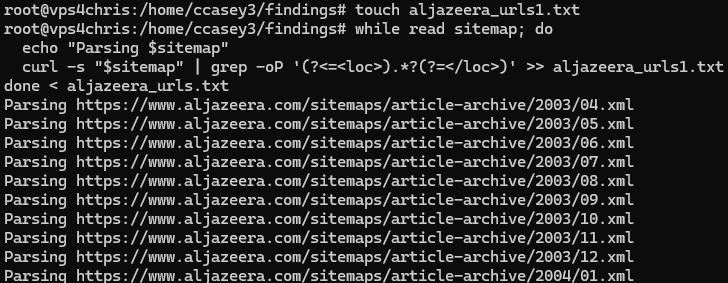 root@vps4chris:/home/ccasey3/findings# touch aljazeera_urls1.txt
root@vps4chris:/home/ccasey3/findings# while read sitemap; do
  echo "Parsing $sitemap"
  curl -s "$sitemap" | grep -oP '(?<=<loc>).*?(?=</loc>)' >> aljazeera_urls1.txt
done < aljazeera_urls.txt
Parsing https://www.aljazeera.com/sitemaps/article-archive/2003/04.xml
Parsing https://www.aljazeera.com/sitemaps/article-archive/2003/05.xml
Parsing https://www.aljazeera.com/sitemaps/article-archive/2003/06.xml
Parsing https://www.aljazeera.com/sitemaps/article-archive/2003/07.xml
Parsing https://www.aljazeera.com/sitemaps/article-archive/2003/08.xml
Parsing https://www.aljazeera.com/sitemaps/article-archive/2003/09.xml
Parsing https://www.aljazeera.com/sitemaps/article-archive/2003/10.xml
Parsing https://www.aljazeera.com/sitemaps/article-archive/2003/11.xml
Parsing https://www.aljazeera.com/sitemaps/article-archive/2003/12.xml
Parsing https://www.aljazeera.com/sitemaps/article-archive/2004/01.xml